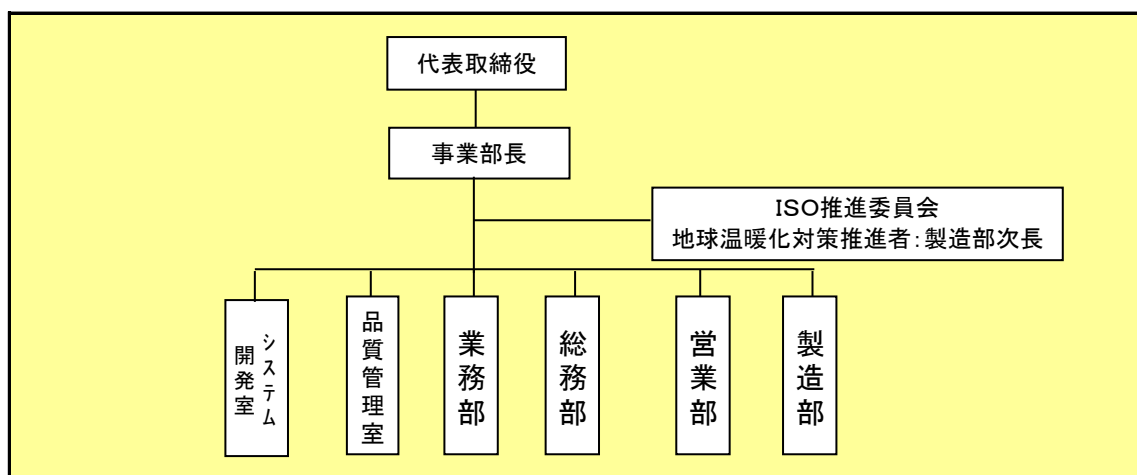 代表取締役
事業部長
ISO推進委員会
地球温暖化対策推進者：製造部次長
システム
開発室
品質管理室
業務部
総務部
営業部
製造部